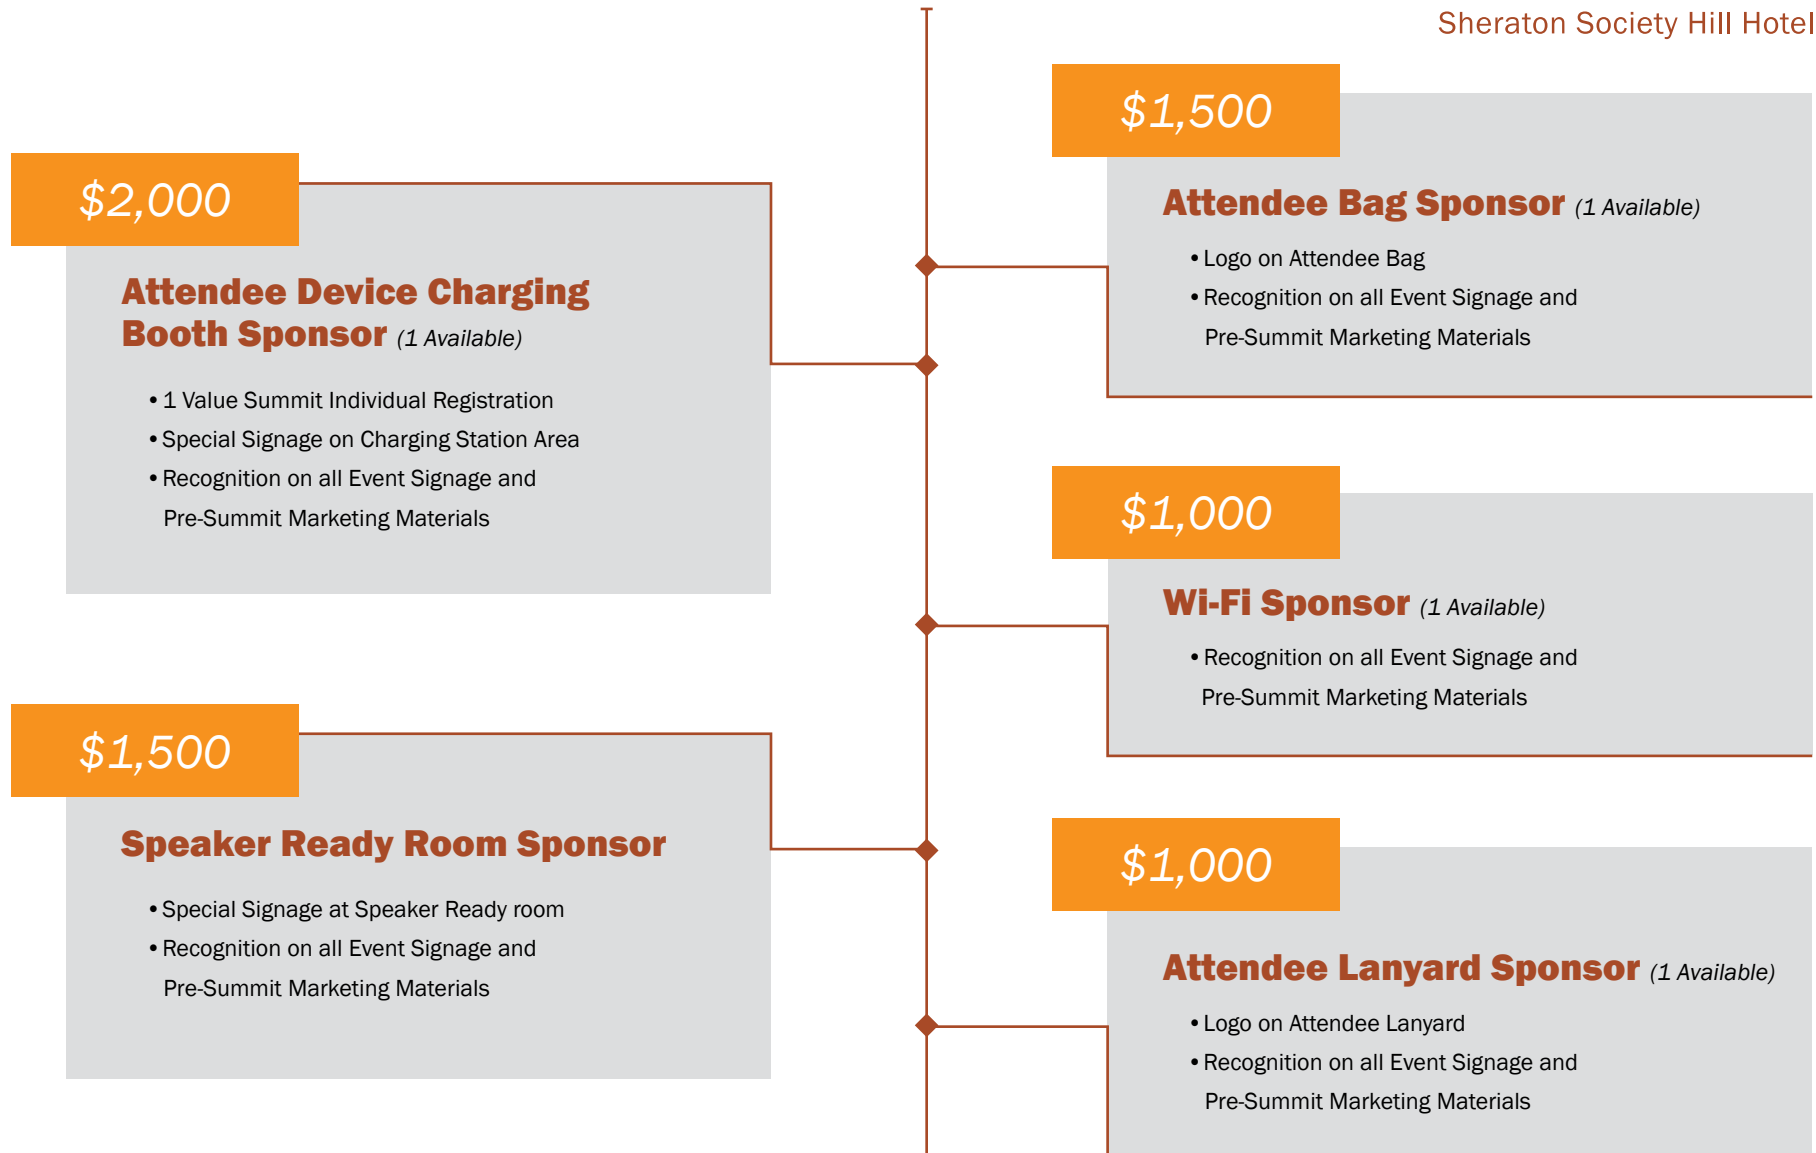 Sheraton Society Hill Hotel
$2,000
Attendee Device Charging
Booth Sponsor (1 Available)
• 1 Value Summit Individual Registration
• Special Signage on Charging Station Area
• Recognition on all Event Signage and
Pre-Summit Marketing Materials
$1,500
Speaker Ready Room Sponsor
• Special Signage at Speaker Ready room
• Recognition on all Event Signage and
Pre-Summit Marketing Materials
$1,500
Attendee Bag Sponsor (1 Available)
• Logo on Attendee Bag
• Recognition on all Event Signage and
Pre-Summit Marketing Materials
$1,000
Wi-Fi Sponsor (1 Available)
• Recognition on all Event Signage and
Pre-Summit Marketing Materials
$1,000
Attendee Lanyard Sponsor (1 Available)
• Logo on Attendee Lanyard
• Recognition on all Event Signage and
Pre-Summit Marketing Materials